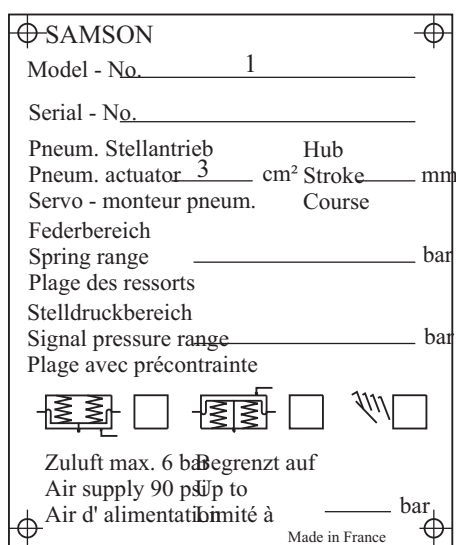 SAMSON
Model - No. 1
Serial - No.
Pneum. Stellantrieb Hub
Pneum. actuator 3 cm² Stroke mm
Servo - monteur pneum. Course
Federbereich
Spring range bar
Plage des ressorts
Stelldruckbereich
Signal pressure range bar
Plage avec précontrainte
Zuluft max. 6 bar Begrenzt auf
Air supply 90 psi Up to
Air d' alimentation Limité à bar
Made in France